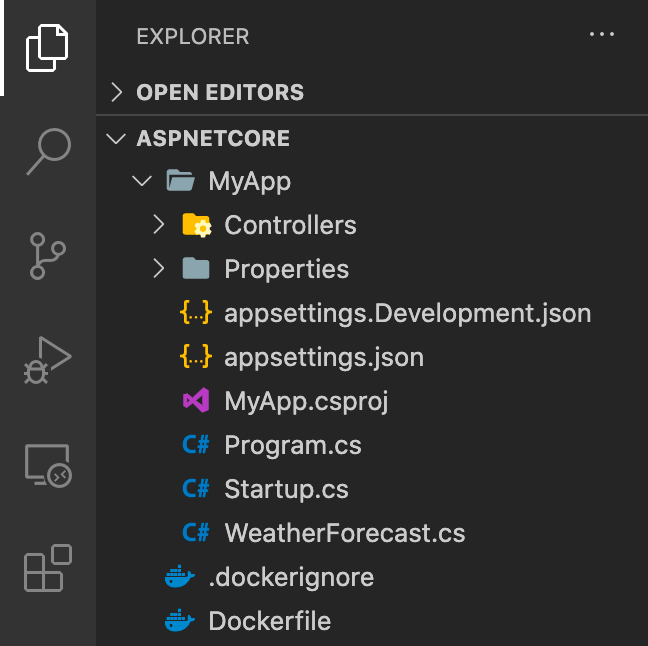 EXPLORER
OPEN EDITORS
ASPNETCORE
MyApp
Controllers
Properties
{...} appsettings.Development.json
{...} appsettings.json
MyApp.csproj
C# Program.cs
C# Startup.cs
C# WeatherForecast.cs
.dockerignore
Dockerfile